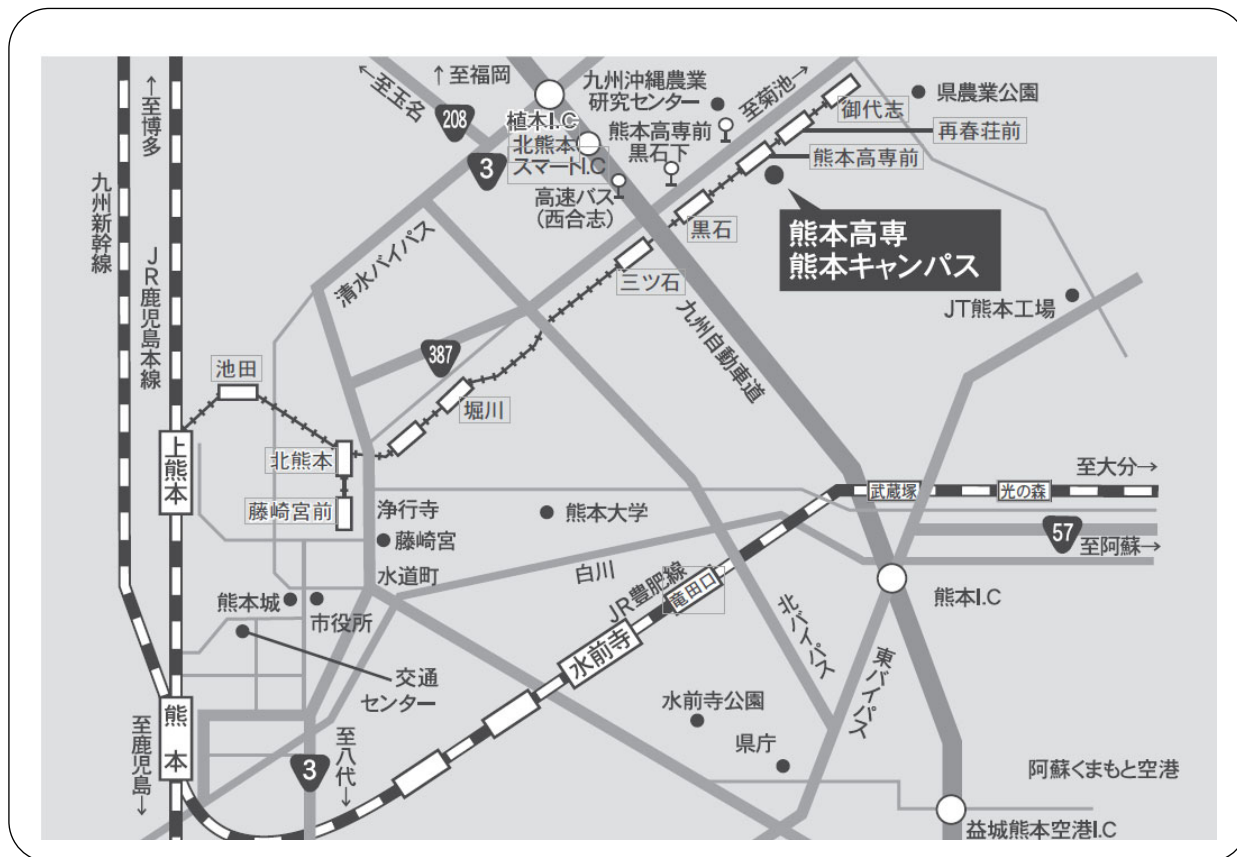 ←至玉名
↑至福岡
九州沖縄農業
研究センター
至菊池→
県農業公園
↑至博多
208
植木I.C
北熊本
スマートI.C
熊本高専前
黒石下
御代志
再春荘前
熊本高専前
3
高速バス
(西合志)
九州新幹線
JR鹿児島本線
清水バイパス
黒石
熊本高専
熊本キャンパス
三ツ石
九州自動車道
JT熊本工場
387
池田
堀川
上熊本
北熊本
藤崎宮前
浄行寺
藤崎宮
熊本大学
武蔵塚
光の森
至大分→
57
至阿蘇→
水道町
白川
JR豊肥線
竜田口
熊本I.C
熊本城
市役所
北バイパス
東バイパス
水前寺
交通
センター
水前寺公園
県庁
熊本
至鹿児島→
3
至八代→
阿蘇くまもと空港
益城熊本空港I.C